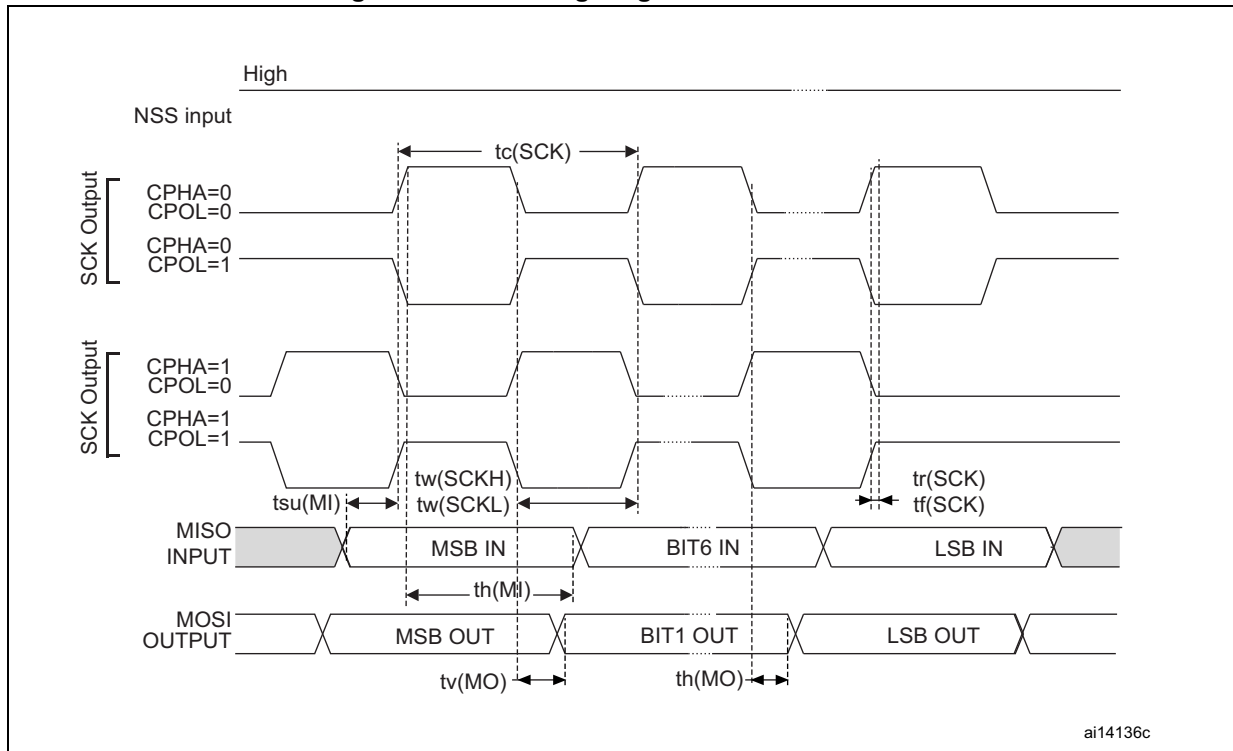 High
NSS input
tc(SCK)
SCK Output
CPHA=0
CPOL=0
CPHA=0
CPOL=1
SCK Output
CPHA=1
CPOL=0
CPHA=1
CPOL=1
tw(SCKH)
tw(SCKL)
tr(SCK)
tf(SCK)
tsu(MI)
MISO
INPUT
MSB IN
BIT6 IN
LSB IN
th(MI)
MOSI
OUTPUT
MSB OUT
BIT1 OUT
LSB OUT
tv(MO)
th(MO)
ai14136c